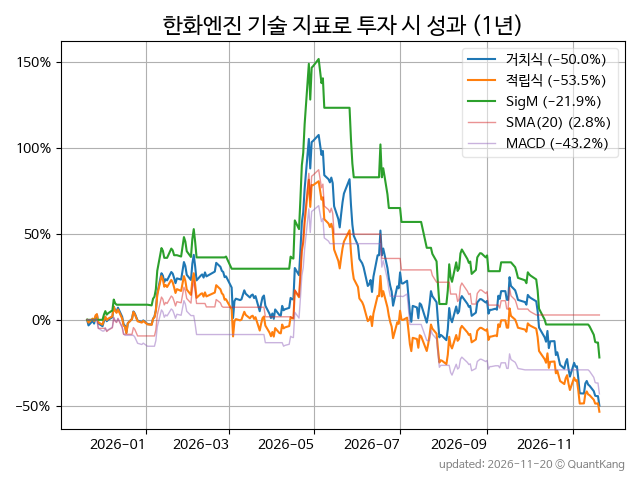 한화엔진 기술 지표로 투자 시 성과 (1년)
거치식 (−50.0%)
적립식 (−53.5%)
SigM (−21.9%)
SMA(20) (2.8%)
MACD (−43.2%)
150%
100%
50%
0%
−50%
2026−01 2026−03 2026−05 2026−07 2026−09 2026−11
updated: 2026−11−20 © QuantKang